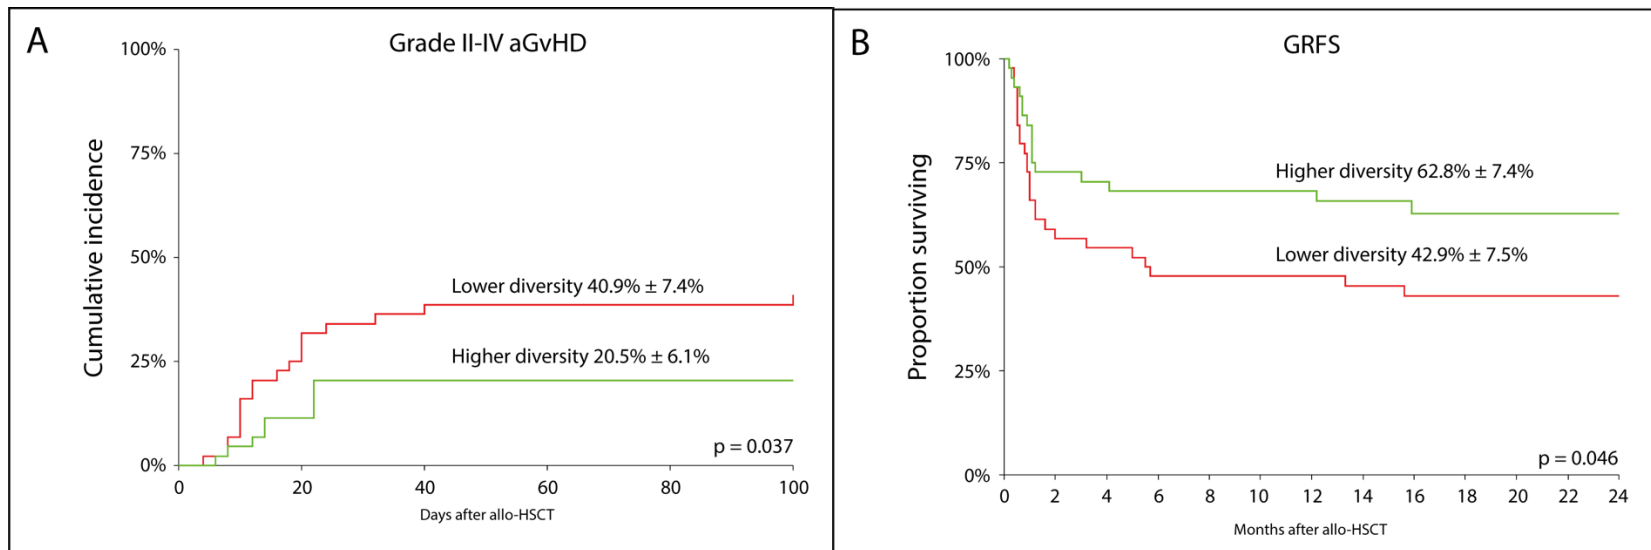 A
Grade II-IV aGvHD
100%
75%
50%
25%
0%
Cumulative incidence
Lower diversity 40.9% ± 7.4%
Higher diversity 20.5% ± 6.1%
p = 0.037
0 20 40 60 80 100
Days after allo-HSCT
B
GRFS
100%
75%
50%
25%
0%
Proportion surviving
Higher diversity 62.8% ± 7.4%
Lower diversity 42.9% ± 7.5%
p = 0.046
0 2 4 6 8 10 12 14 16 18 20 22 24
Months after allo-HSCT